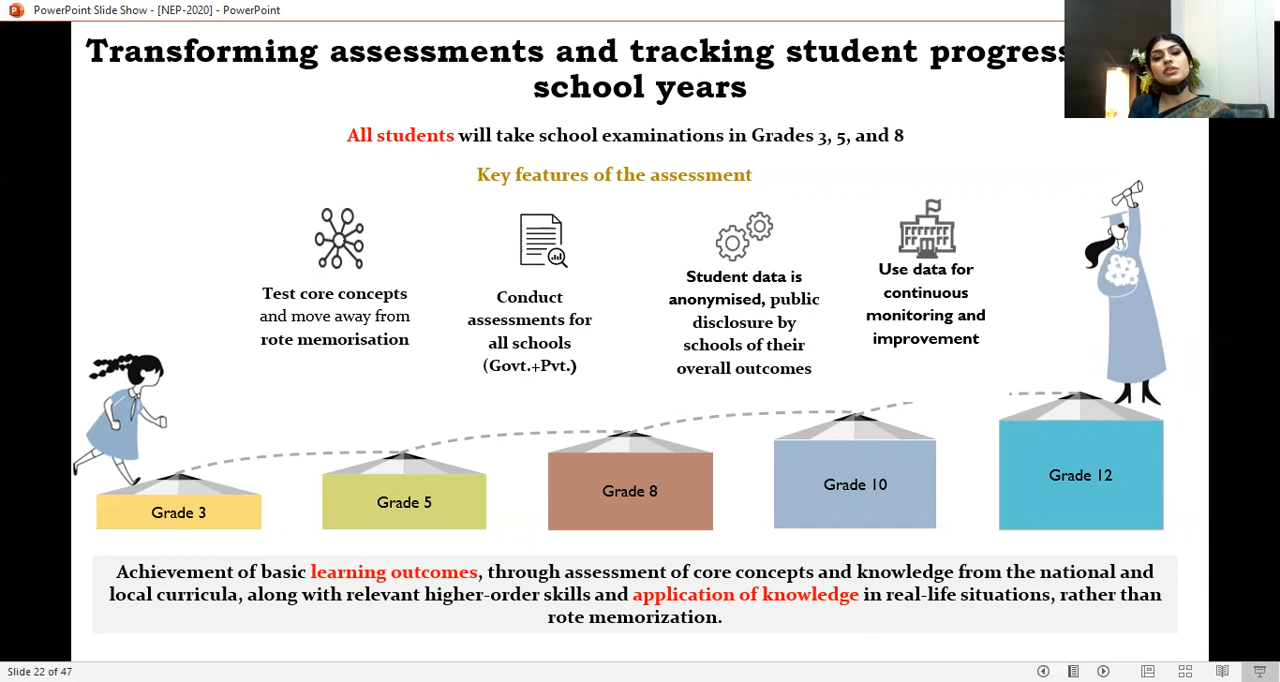 PowerPoint Slide Show - [NEP-2020] - PowerPoint
Transforming assessments and tracking student progress
school years
All students will take school examinations in Grades 3, 5, and 8
Key features of the assessment
Test core concepts
and move away from
rote memorisation
Conduct
assessments for
all schools
(Govt.+Pvt.)
Student data is
anonymised, public
disclosure by
schools of their
overall outcomes
Use data for
continuous
monitoring and
improvement
Grade 3
Grade 5
Grade 8
Grade 10
Grade 12
Achievement of basic learning outcomes, through assessment of core concepts and knowledge from the national and
local curricula, along with relevant higher-order skills and application of knowledge in real-life situations, rather than
rote memorization.
Slide 22 of 47